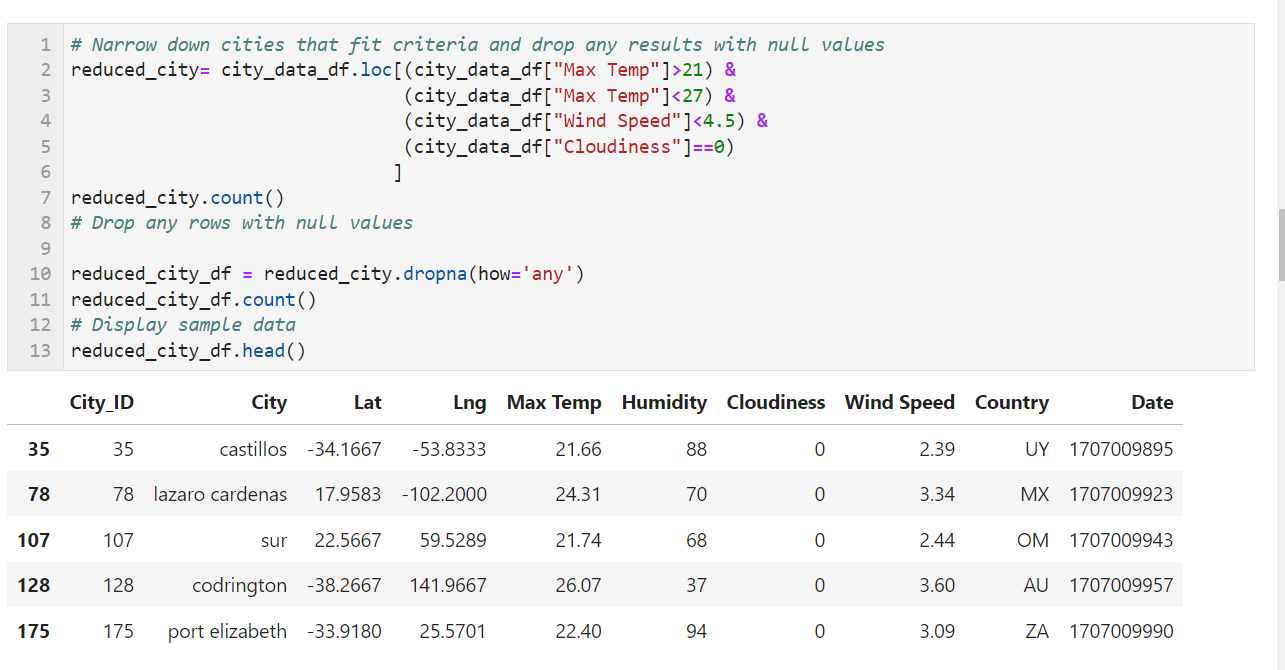 1 # Narrow down cities that fit criteria and drop any results with null values
2 reduced_city= city_data_df.loc[(city_data_df["Max Temp"]>21) &
3 (city_data_df["Max Temp"]<27) &
4 (city_data_df["Wind Speed"]<4.5) &
5 (city_data_df["Cloudiness"]==0)
6 ]
7 reduced_city.count()
8 # Drop any rows with null values
9
10 reduced_city_df = reduced_city.dropna(how='any')
11 reduced_city_df.count()
12 # Display sample data
13 reduced_city_df.head()
City_ID City Lat Lng Max Temp Humidity Cloudiness Wind Speed Country Date
35 35 castillos -34.1667 -53.8333 21.66 88 0 2.39 UY 1707009895
78 78 lazaro cardenas 17.9583 -102.2000 24.31 70 0 3.34 MX 1707009923
107 107 sur 22.5667 59.5289 21.74 68 0 2.44 OM 1707009943
128 128 codrington -38.2667 141.9667 26.07 37 0 3.60 AU 1707009957
175 175 port elizabeth -33.9180 25.5701 22.40 94 0 3.09 ZA 1707009990